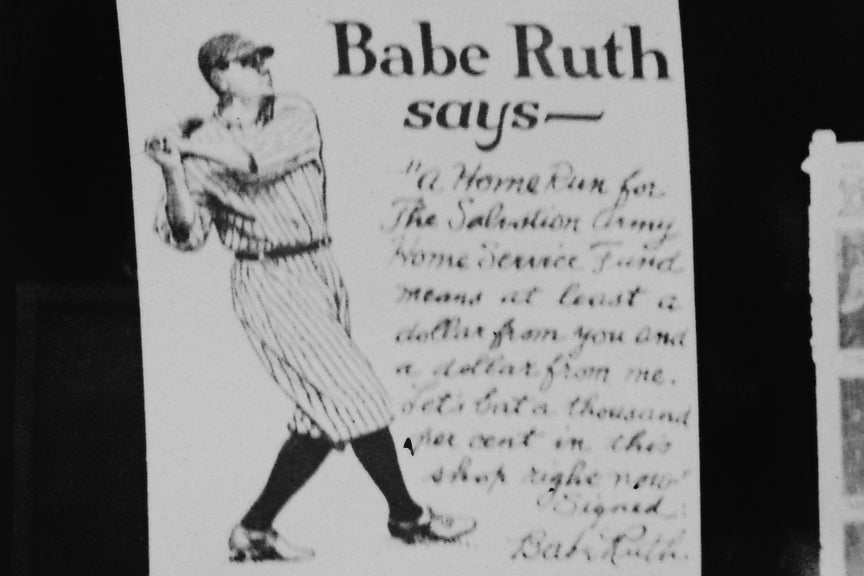 Babe Ruth
says—
"A Home Run for
The Salvation Army
Home Service Fund
means at least a
dollar from you and
a dollar from me.
Let's bat a thousand
per cent in this
shop right now"
Signed
Babe Ruth.